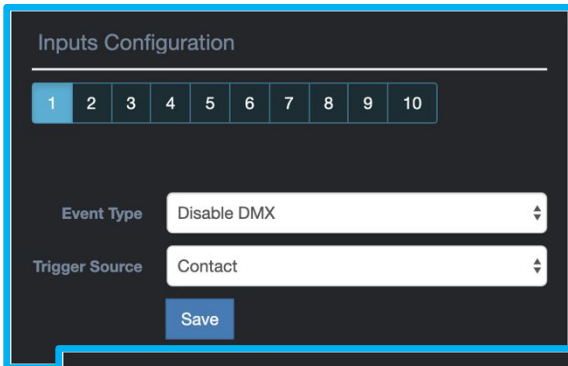 Inputs Configuration
1 2 3 4 5 6 7 8 9 10
Event Type Disable DMX
Trigger Source Contact
Save